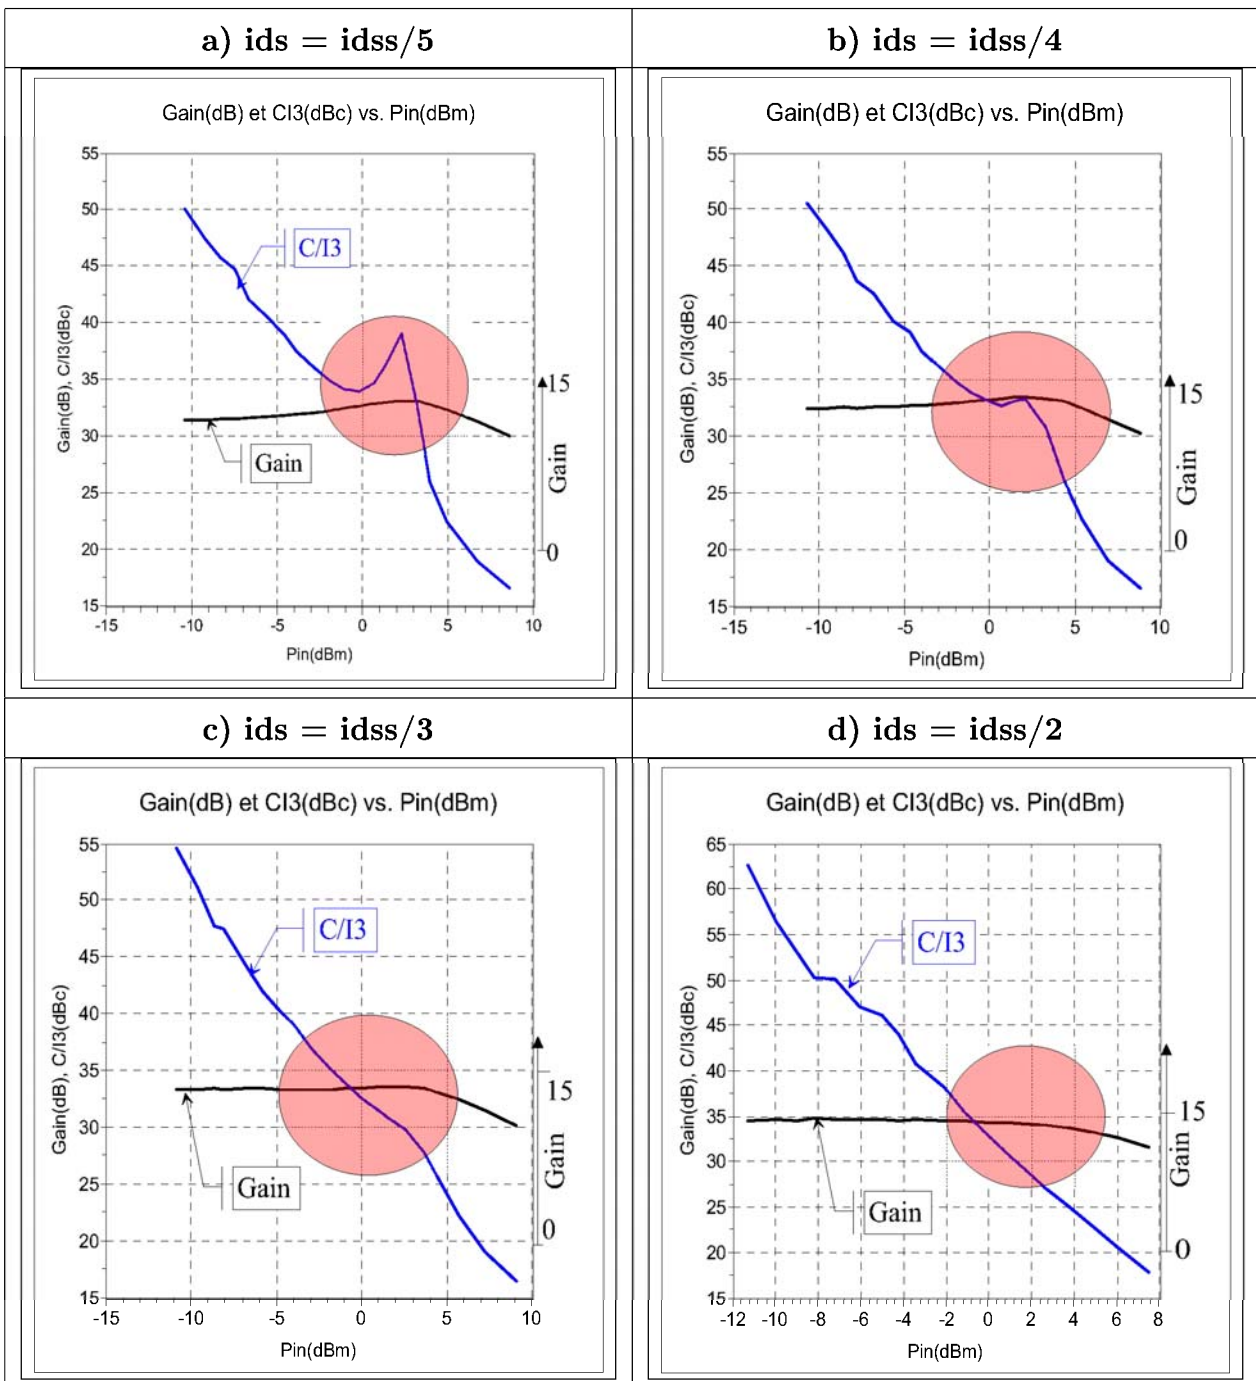 a) ids = idss/5
Gain(dB) et CI3(dBc) vs. Pin(dBm)
Gain(dB), C/I3(dBc)
55
50
45
40
35
30
25
20
15
C/I3
Gain
15
Gain
0
-15 -10 -5 0 5 10
Pin(dBm)
b) ids = idss/4
Gain(dB) et CI3(dBc) vs. Pin(dBm)
Gain(dB), C/I3(dBc)
55
50
45
40
35
30
25
20
15
15
Gain
0
-15 -10 -5 0 5 10
Pin(dBm)
c) ids = idss/3
Gain(dB) et CI3(dBc) vs. Pin(dBm)
Gain(dB), C/I3(dBc)
55
50
45
40
35
30
25
20
15
C/I3
Gain
15
Gain
0
-15 -10 -5 0 5 10
Pin(dBm)
d) ids = idss/2
Gain(dB) et CI3(dBc) vs. Pin(dBm)
Gain(dB), C/I3(dBc)
65
60
55
50
45
40
35
30
25
20
15
C/I3
Gain
15
Gain
0
-12 -10 -8 -6 -4 -2 0 2 4 6 8
Pin(dBm)